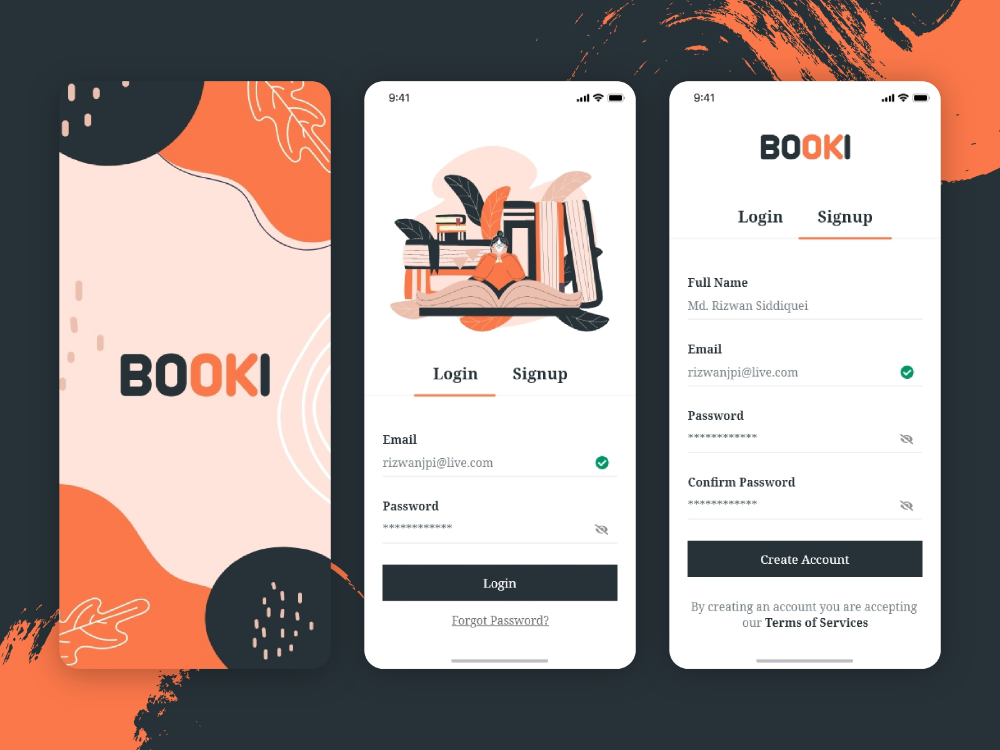 BOOKI
9:41
Login Signup
Email
rizwanjpi@live.com
Password
************
Login
Forgot Password?
9:41
BOOKI
Login Signup
Full Name
Md. Rizwan Siddiquei
Email
rizwanjpi@live.com
Password
************
Confirm Password
************
Create Account
By creating an account you are accepting
our Terms of Services